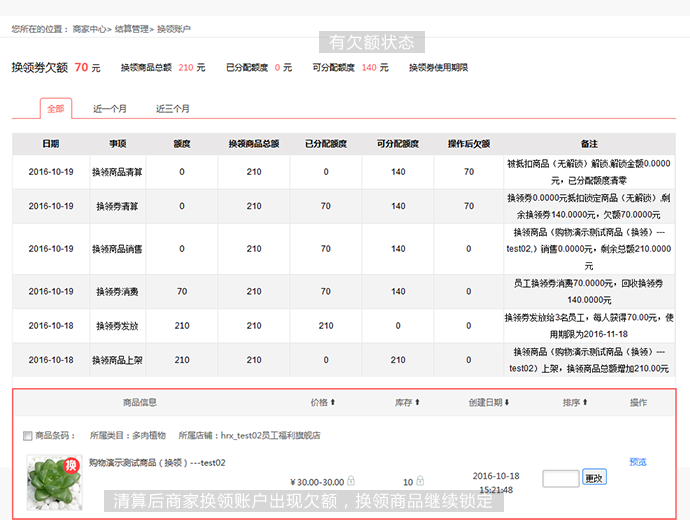 您所在的位置： 商家中心> 结算管理> 换领账户
有欠额状态
换领劵欠额 70 元 换领商品总额 210 元 已分配额度 0 元 可分配额度 140 元 换领劵使用期限
全部 近一个月 近三个月
日期 事项 额度 换领商品总额 已分配额度 可分配额度 操作后欠额 备注
2016-10-19 换领商品清算 0 210 0 140 70 被抵扣商品（无解锁）解锁,解锁金额0.0000
元，已分配额度清零
2016-10-19 换领劵清算 0 210 70 140 70 换领劵0.0000元抵扣锁定商品（无解锁）,剩
余换领劵140.0000元，欠额70.0000元
2016-10-19 换领商品销售 0 210 70 140 0 换领商品（购物演示测试商品（换领）---
test02,）销售0.0000元，剩余总额210.0000
元
2016-10-19 换领劵消费 70 210 70 140 0 员工换领劵消费70.0000元，回收换领劵
140.0000元
2016-10-18 换领劵发放 210 210 210 0 0 换领劵发放给3名员工，每人获得70.00元，使
用期限为2016-11-18
2016-10-18 换领商品上架 210 210 0 210 0 换领商品（购物演示测试商品（换领）---
test02）上架，换领商品总额增加210.00元
商品信息 价格 库存 创建日期 排序 操作
商品条码： 所属类目：多肉植物 所属店铺：hrx_test02员工福利旗舰店
换
购物演示测试商品（换领）---test02
￥30.00-30.00 10 2016-10-18
15:21:48
更改 预览
清算后商家换领账户出现欠额，换领商品继续锁定